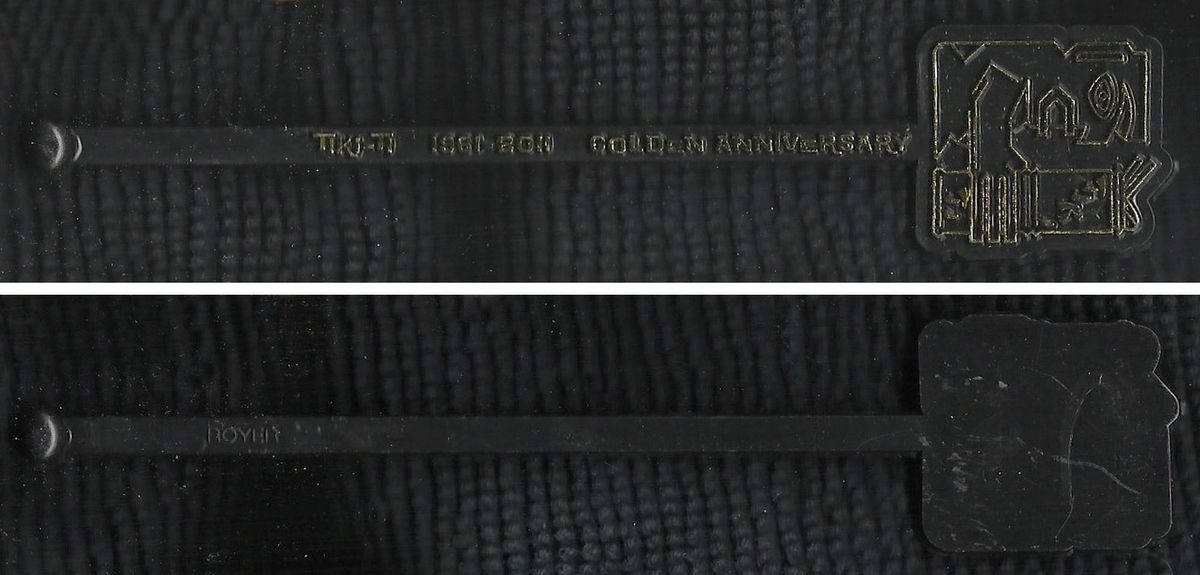 TIKI-TI 1961-2011 GOLDEN ANNIVERSARY
ROYER